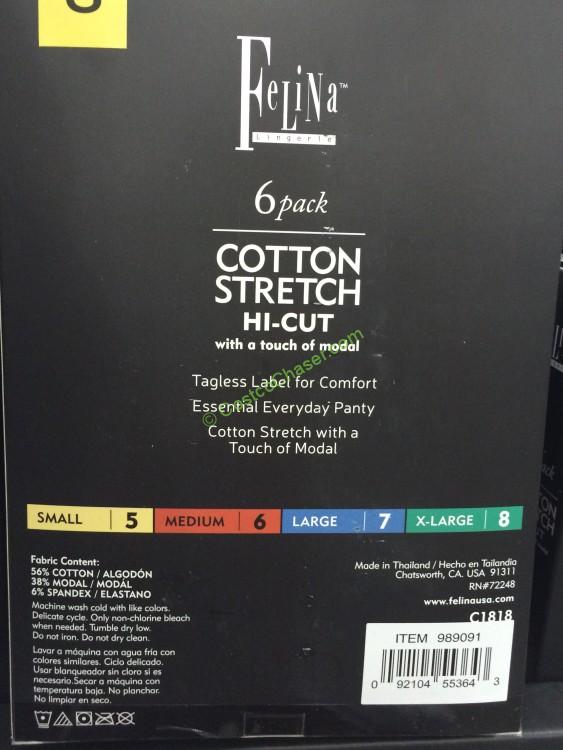 FeLiNa™
Lingerie
6 pack
COTTON
STRETCH
HI-CUT
with a touch of modal
© CostcoChaser.com
Tagless Label for Comfort
Essential Everyday Panty
Cotton Stretch with a
Touch of Modal
SMALL 5 MEDIUM 6 LARGE 7 X-LARGE 8
Fabric Content:
56% COTTON / ALGODÓN
38% MODAL / MODAL
6% SPANDEX / ELASTANO
Machine wash cold with like colors.
Delicate cycle. Only non-chlorine bleach
when needed. Tumble dry low.
Do not iron. Do not dry clean.
Lavar a máquina con agua fría con
colores similares. Ciclo delicado.
Usar blanqueador sin cloro si es
necesario.Secar a máquina con
temperatura baja. No planchar.
No limpiar en seco.
Made in Thailand / Hecho en Tailandia
Chatsworth, CA. USA 91311
RN#72248
www.felinausa.com
C1818
ITEM 989091
0 92104 55364 3